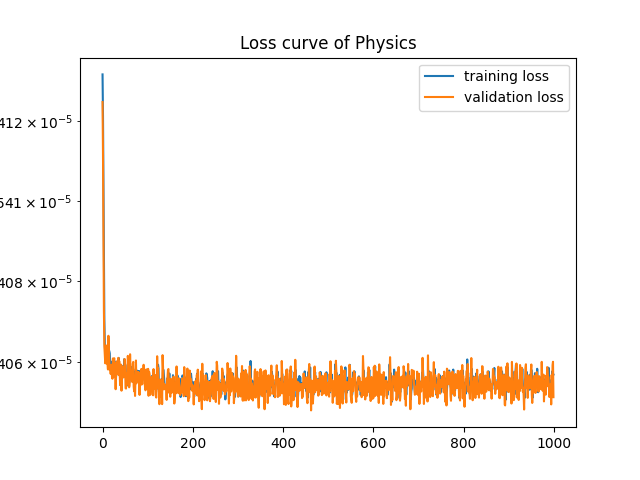 Loss curve of Physics
training loss
validation loss
412 × 10⁻⁵
541 × 10⁻⁵
408 × 10⁻⁵
406 × 10⁻⁵
0 200 400 600 800 1000